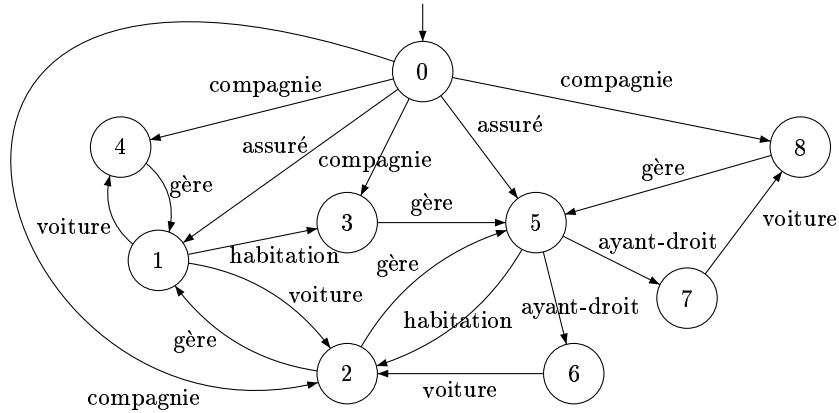 0
compagnie
compagnie
assuré
assuré
4
compagnie
8
gère
gère
gère
voiture
3
5
voiture
ayant-droit
1
habitation
gère
voiture
7
ayant-droit
habitation
gère
2
6
voiture
compagnie